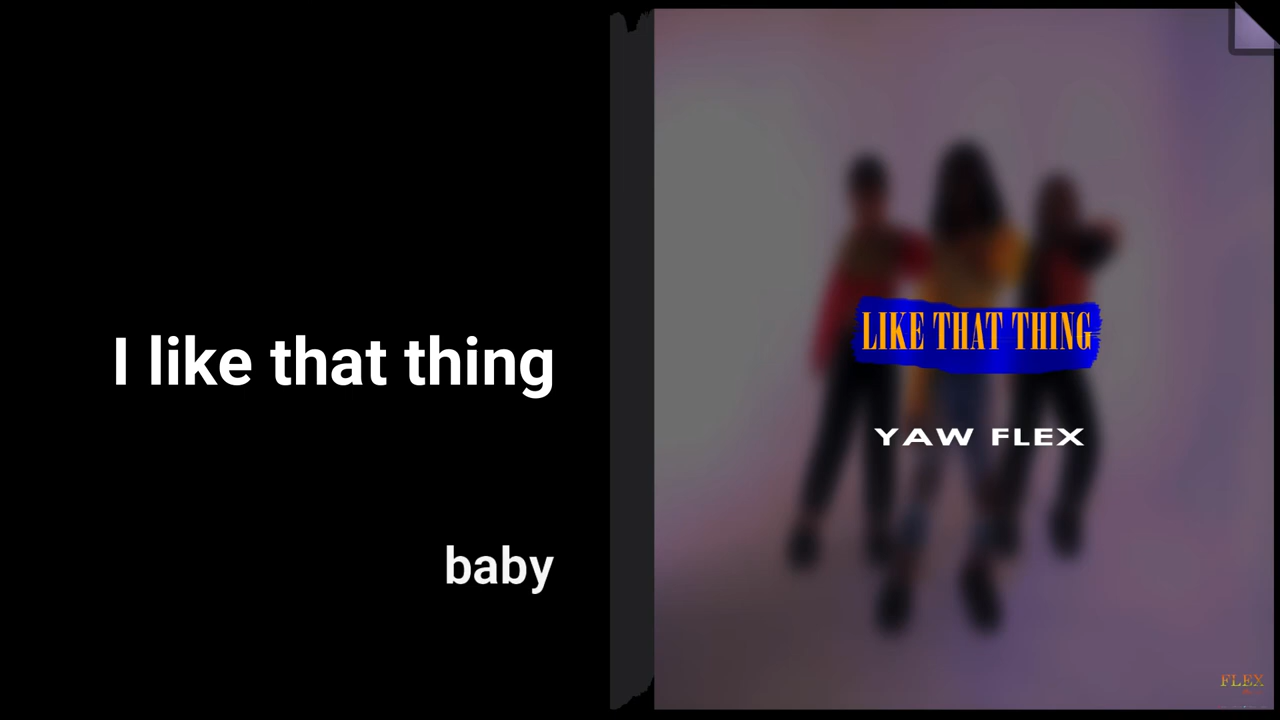 I like that thing
baby
LIKE THAT THING
YAW FLEX
FLEX